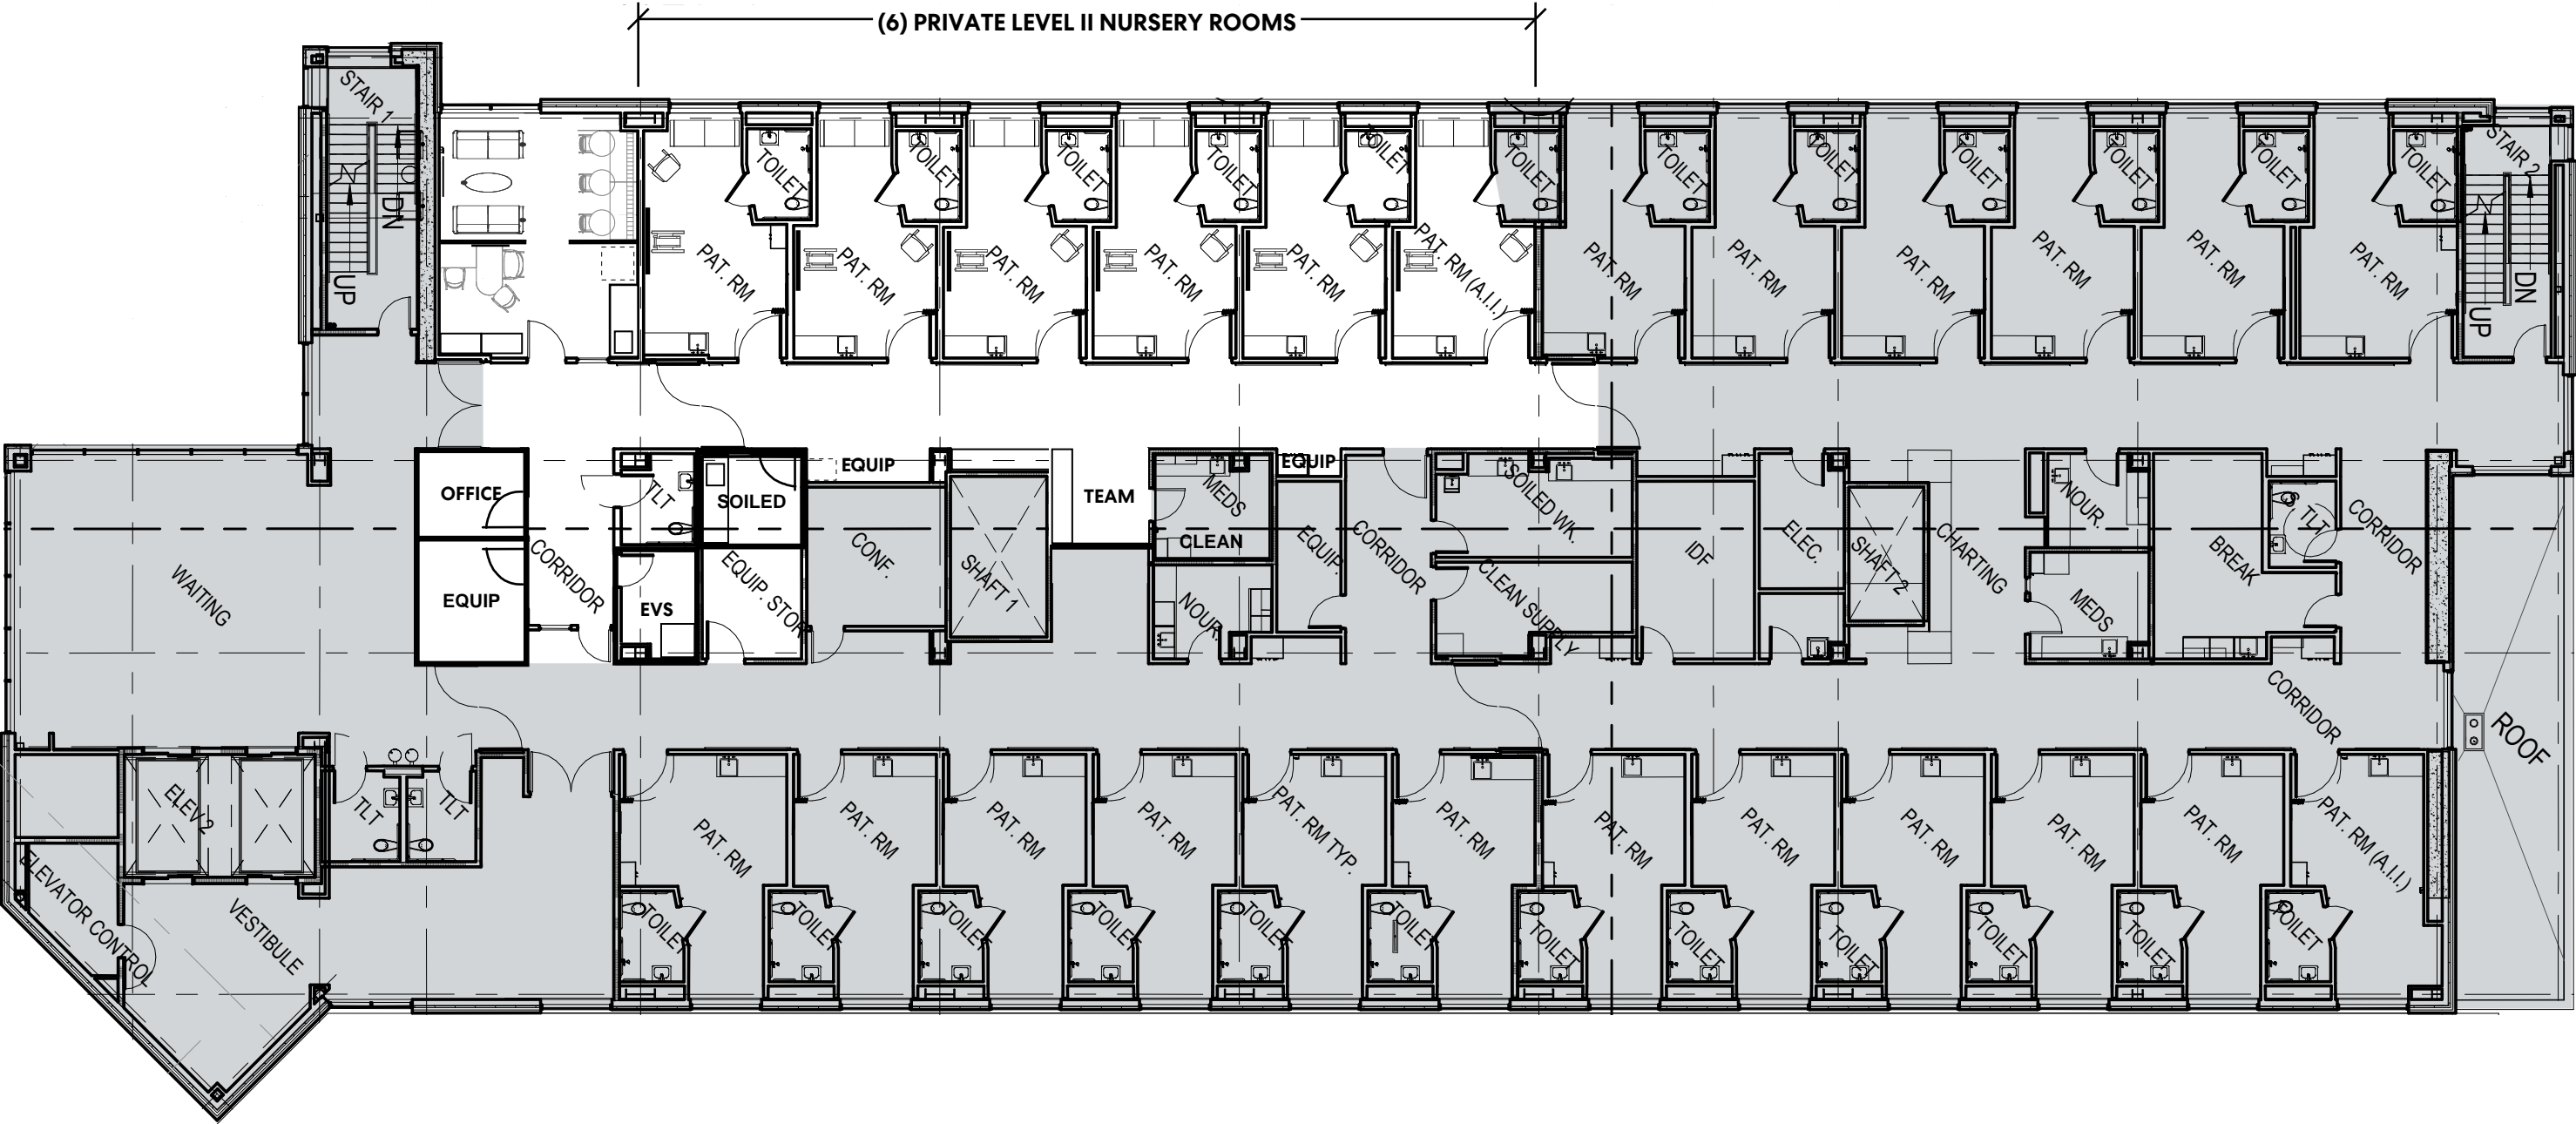 (6) PRIVATE LEVEL II NURSERY ROOMS
STAIR 1
DN
UP
TOILET
TOILET
TOILET
TOILET
TOILET
TOILET
TOILET
TOILET
TOILET
TOILET
TOILET
TOILET
STAIR 2
DN
UP
PAT. RM
PAT. RM
PAT. RM
PAT. RM
PAT. RM
PAT. RM (A.I.I.)
PAT. RM
PAT. RM
PAT. RM
PAT. RM
PAT. RM
PAT. RM
OFFICE
TLT
SOILED
EQUIP
TEAM
MEDS
CLEAN
EQUIP
SOILED WK.
NOUR.
TLT
CORRIDOR
WAITING
EQUIP
CORRIDOR
EVS
EQUIP. STOR
CONF.
SHAFT 1
NOUR.
EQUIP.
CORRIDOR
CLEAN SUPPLY
IDF
ELEC.
SHAFT 2
CHARTING
MEDS
BREAK
CORRIDOR
ROOF
ELEV 2
TLT
TLT
PAT. RM
PAT. RM
PAT. RM
PAT. RM
PAT. RM TYP.
PAT. RM
PAT. RM
PAT. RM
PAT. RM
PAT. RM
PAT. RM
PAT. RM (A.I.I.)
ELEVATOR CONTROL
VESTIBULE
TOILET
TOILET
TOILET
TOILET
TOILET
TOILET
TOILET
TOILET
TOILET
TOILET
TOILET
TOILET